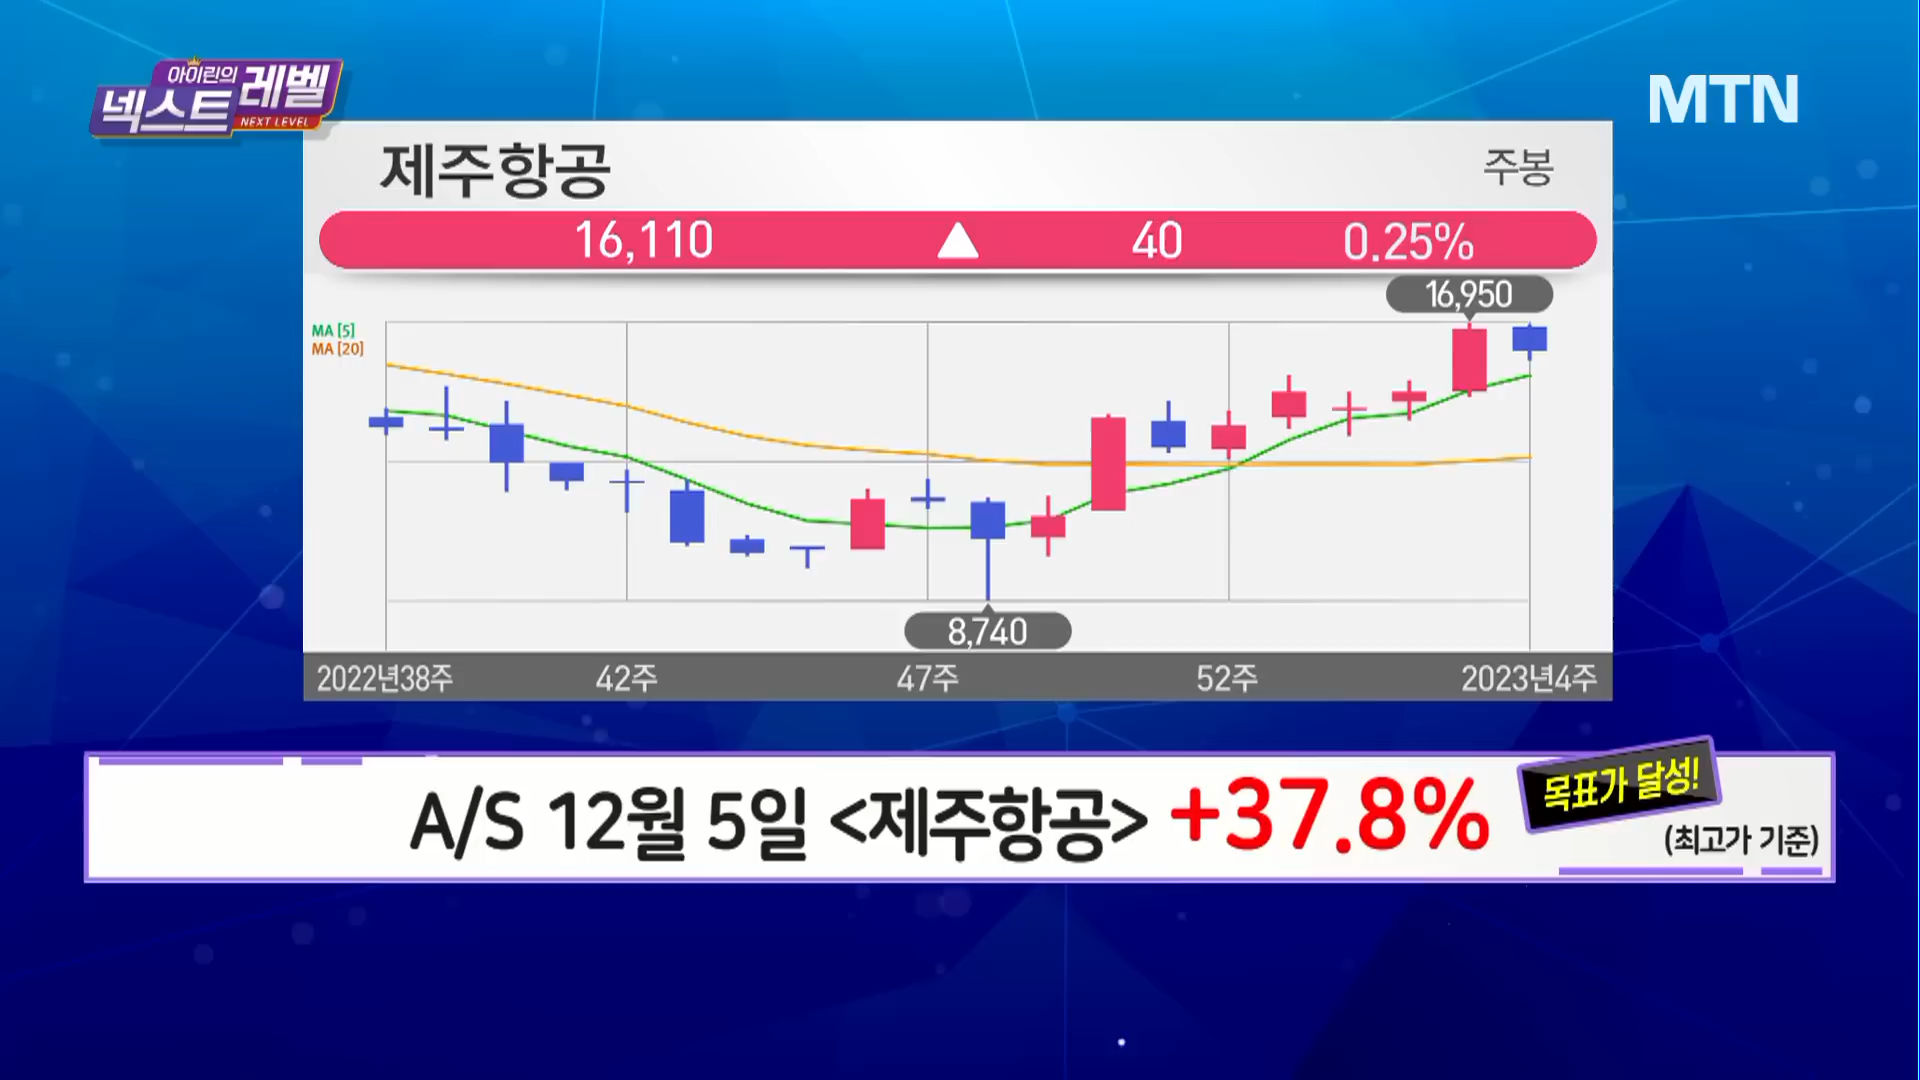 아이린의
넥스트 레벨
NEXT LEVEL
MTN
제주항공
주봉
16,110 ▲ 40 0.25%
16,950
MA [5]
MA [20]
8,740
2022년38주 42주 47주 52주 2023년4주
목표가 달성!
A/S 12월 5일 <제주항공> +37.8%
(최고가 기준)